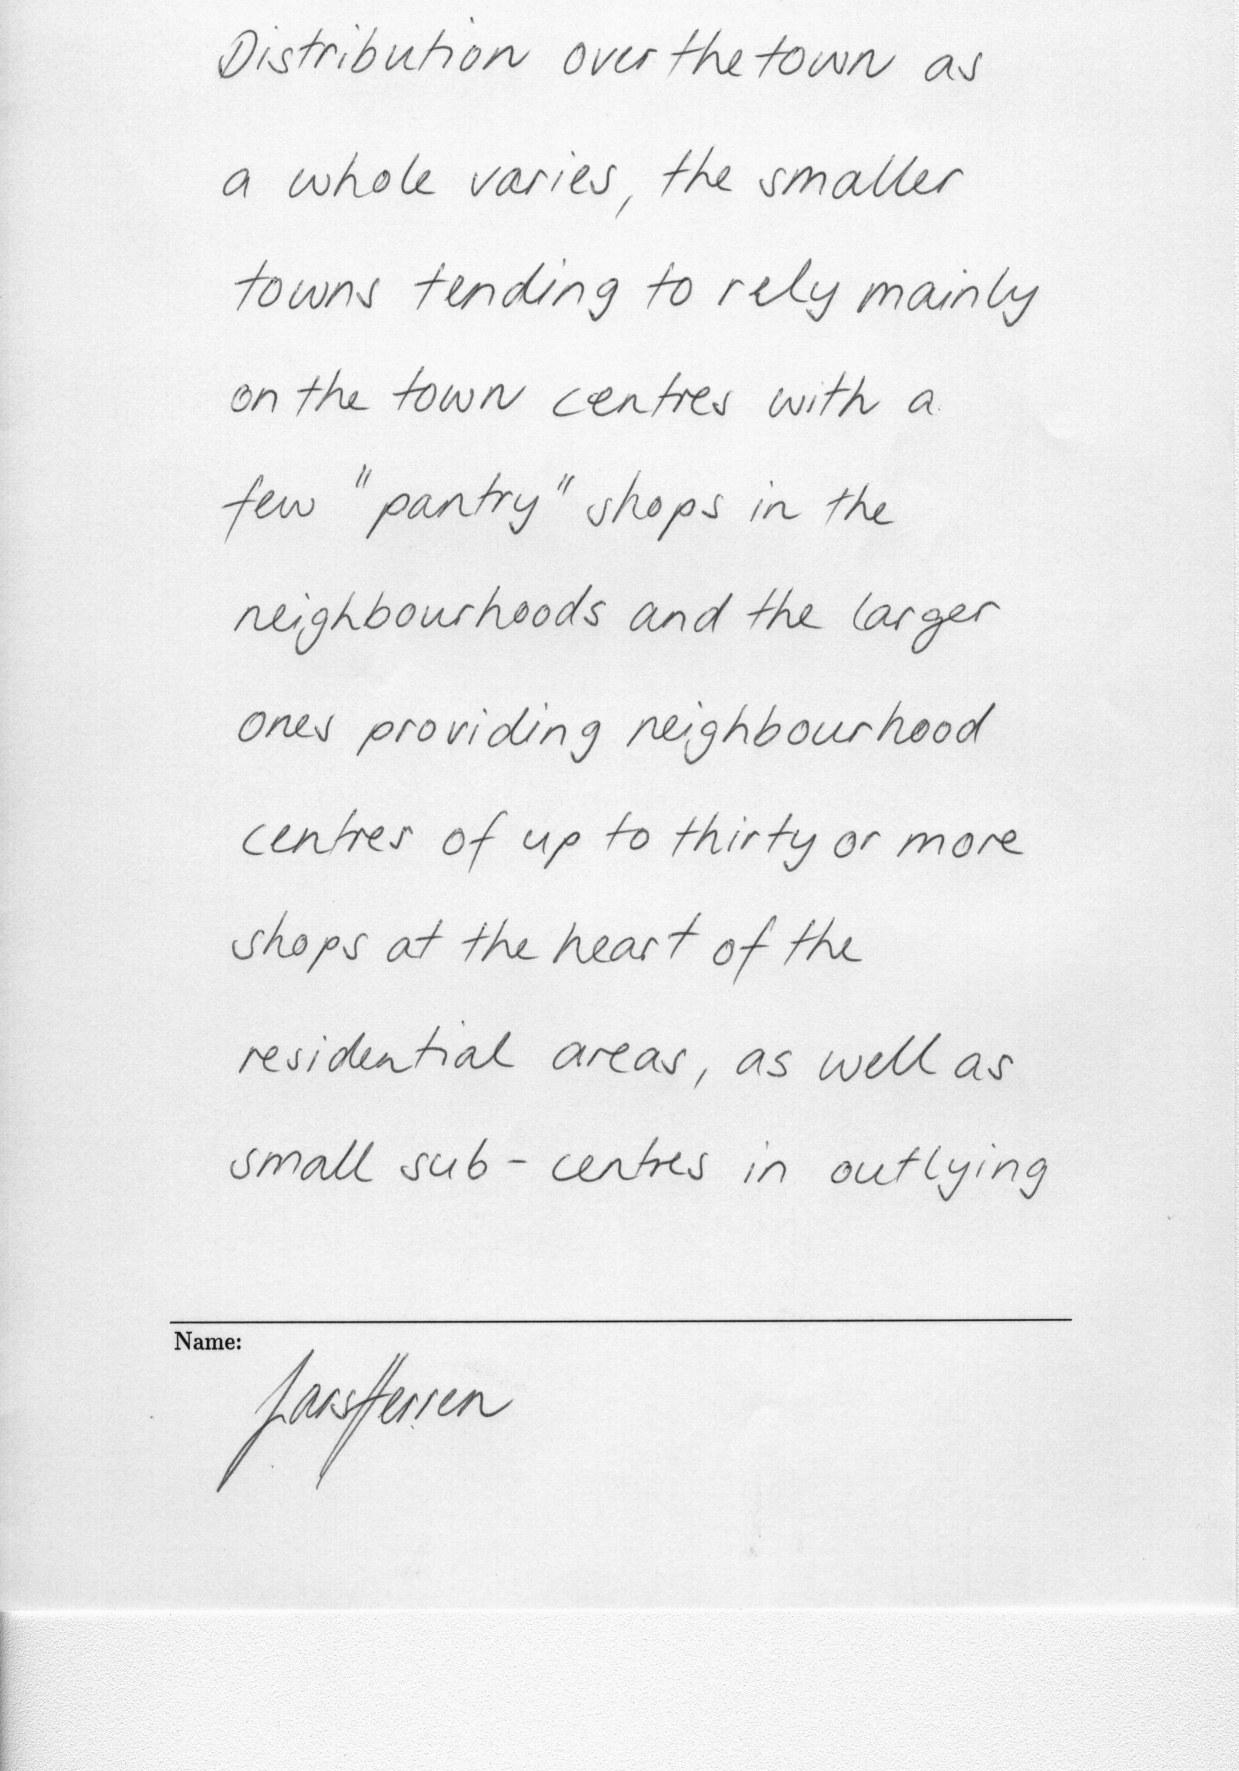 Distribution over the town as
a whole varies, the smaller
towns tending to rely mainly
on the town centres with a
few "pantry" shops in the
neighbourhoods and the larger
ones providing neighbourhood
centres of up to thirty or more
shops at the heart of the
residential areas, as well as
small sub-centres in outlying
Name: